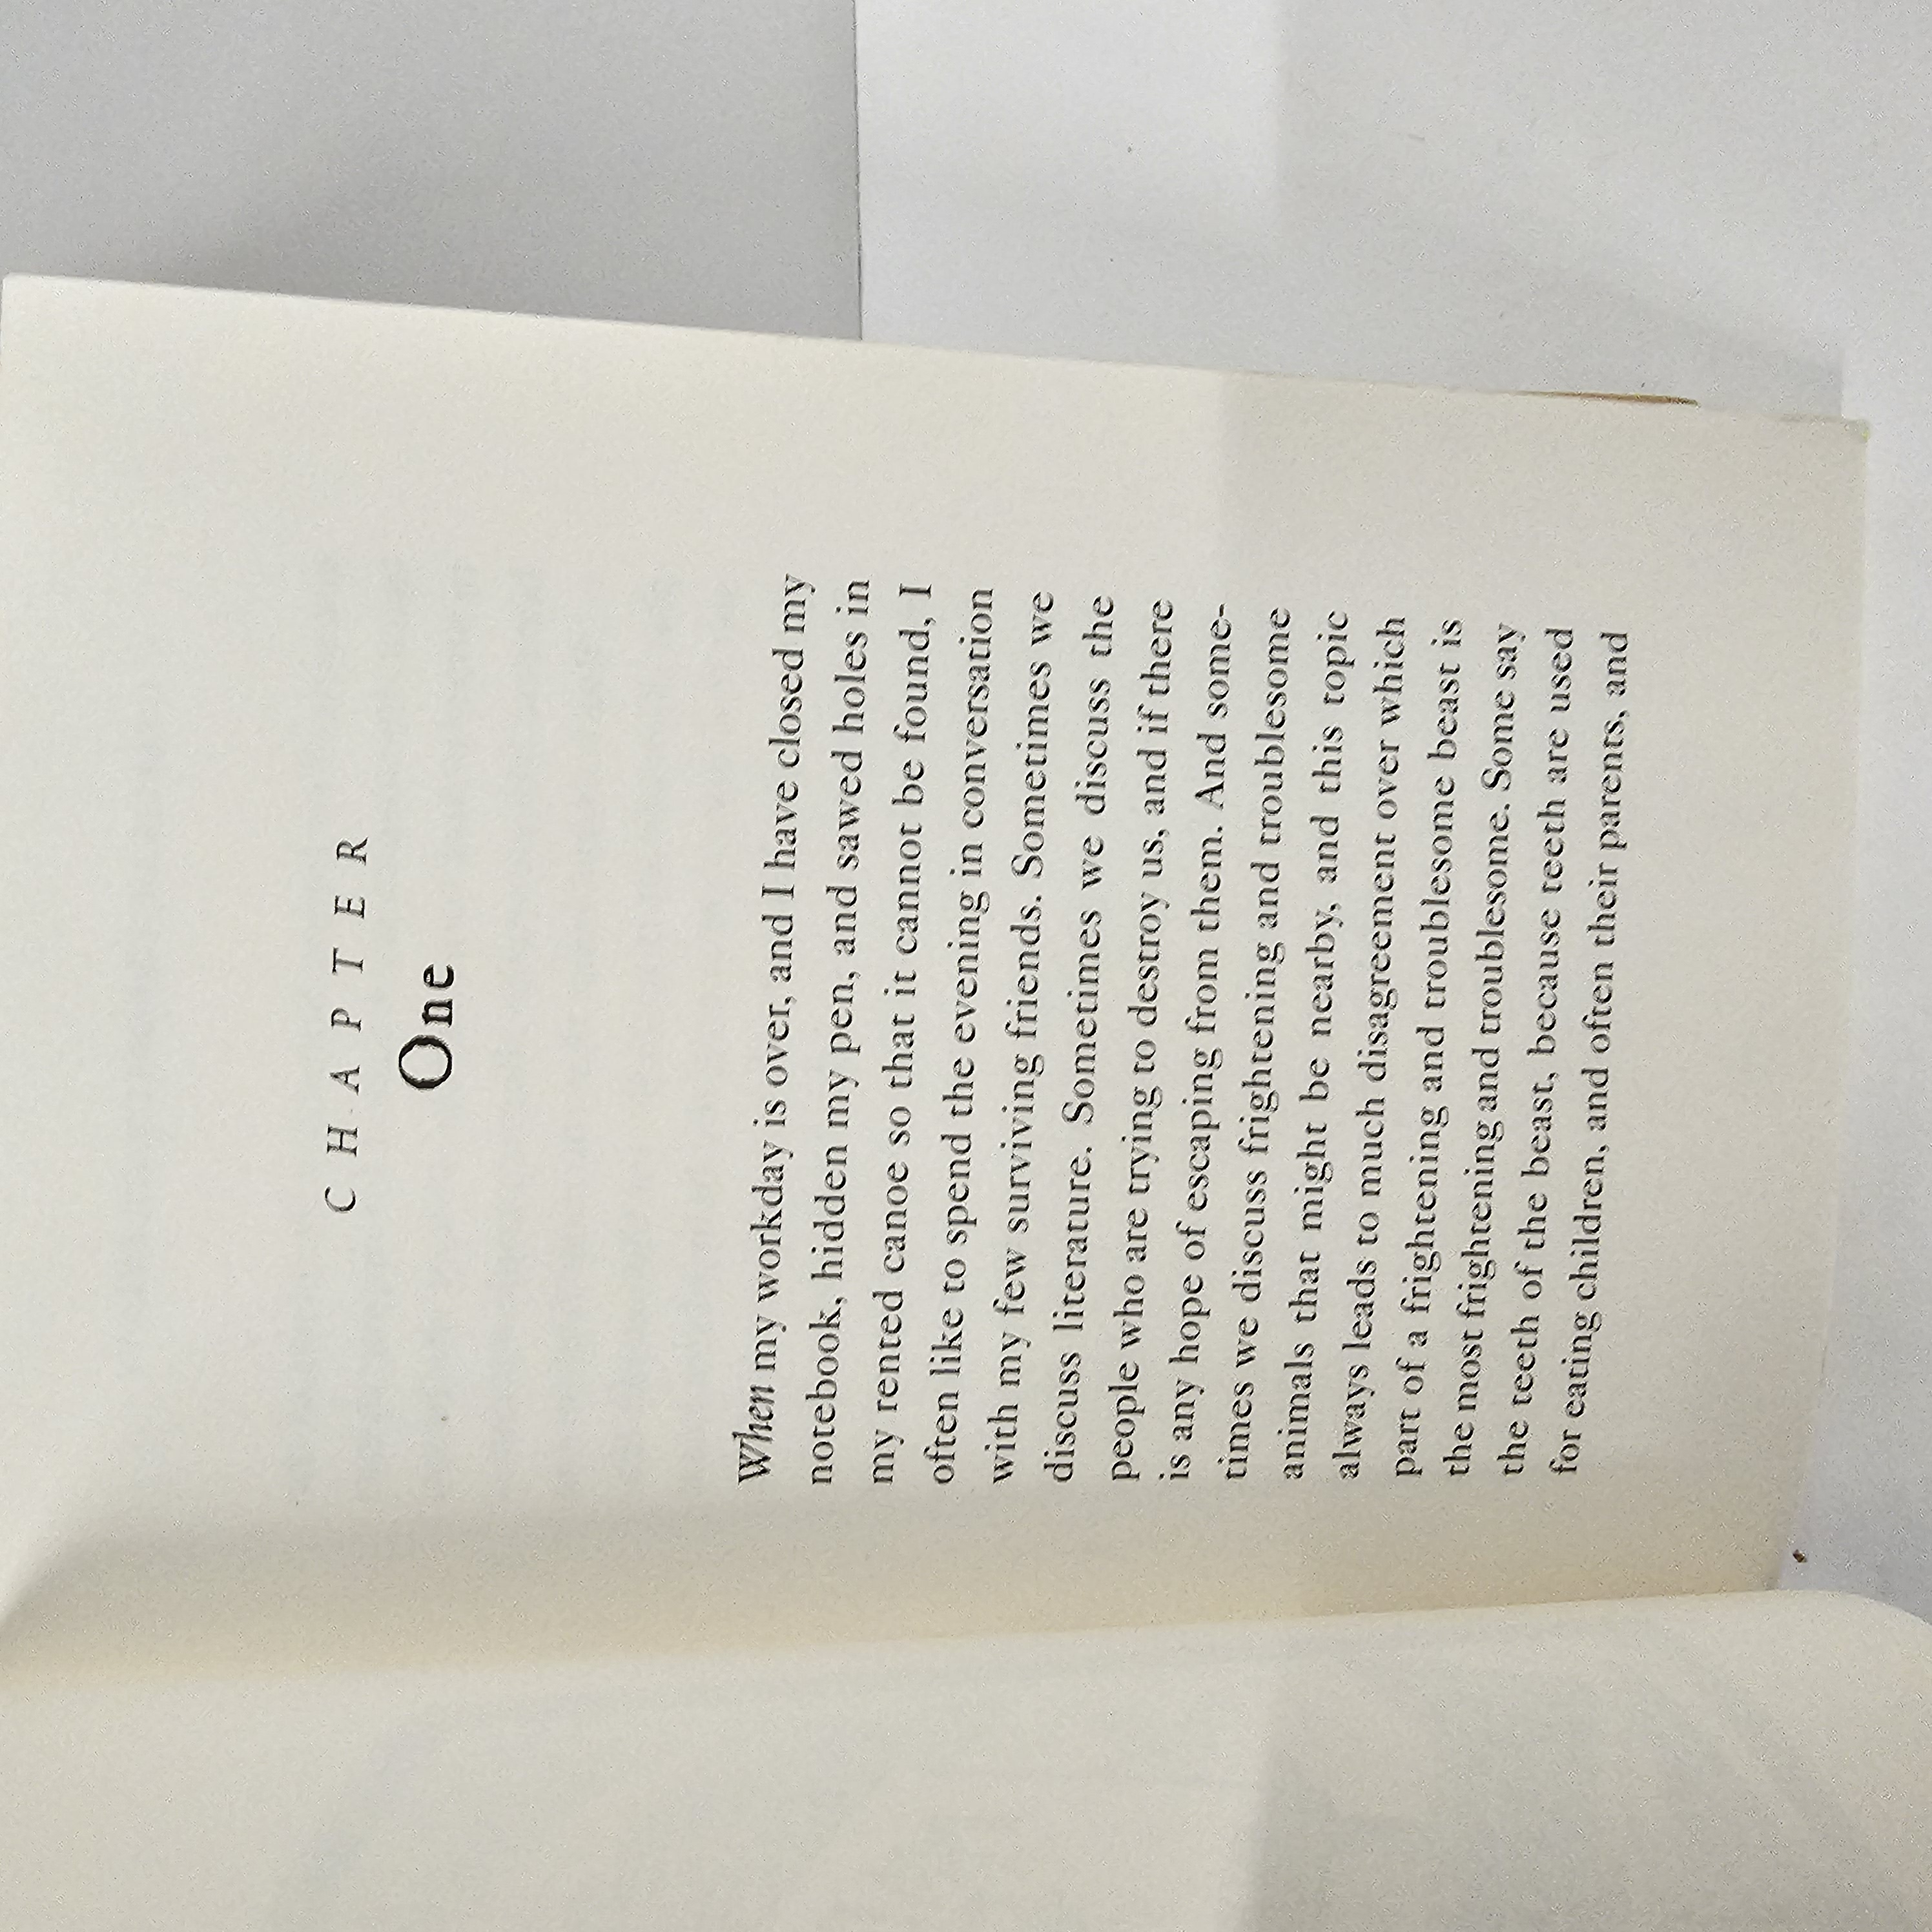 CHAPTER
One
When my workday is over, and I have closed my
notebook, hidden my pen, and sawed holes in
my rented canoe so that it cannot be found, I
often like to spend the evening in conversation
with my few surviving friends. Sometimes we
discuss literature. Sometimes we discuss the
people who are trying to destroy us, and if there
is any hope of escaping from them. And some-
times we discuss frightening and troublesome
animals that might be nearby, and this topic
always leads to much disagreement over which
part of a frightening and troublesome beast is
the most frightening and troublesome. Some say
the teeth of the beast, because teeth are used
for eating children, and often their parents, and